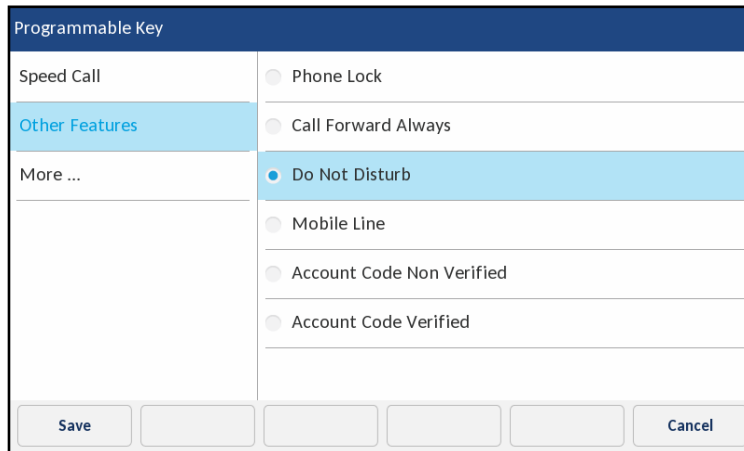 Programmable Key
Speed Call
Other Features
More ...
Phone Lock
Call Forward Always
Do Not Disturb
Mobile Line
Account Code Non Verified
Account Code Verified
Save
Cancel